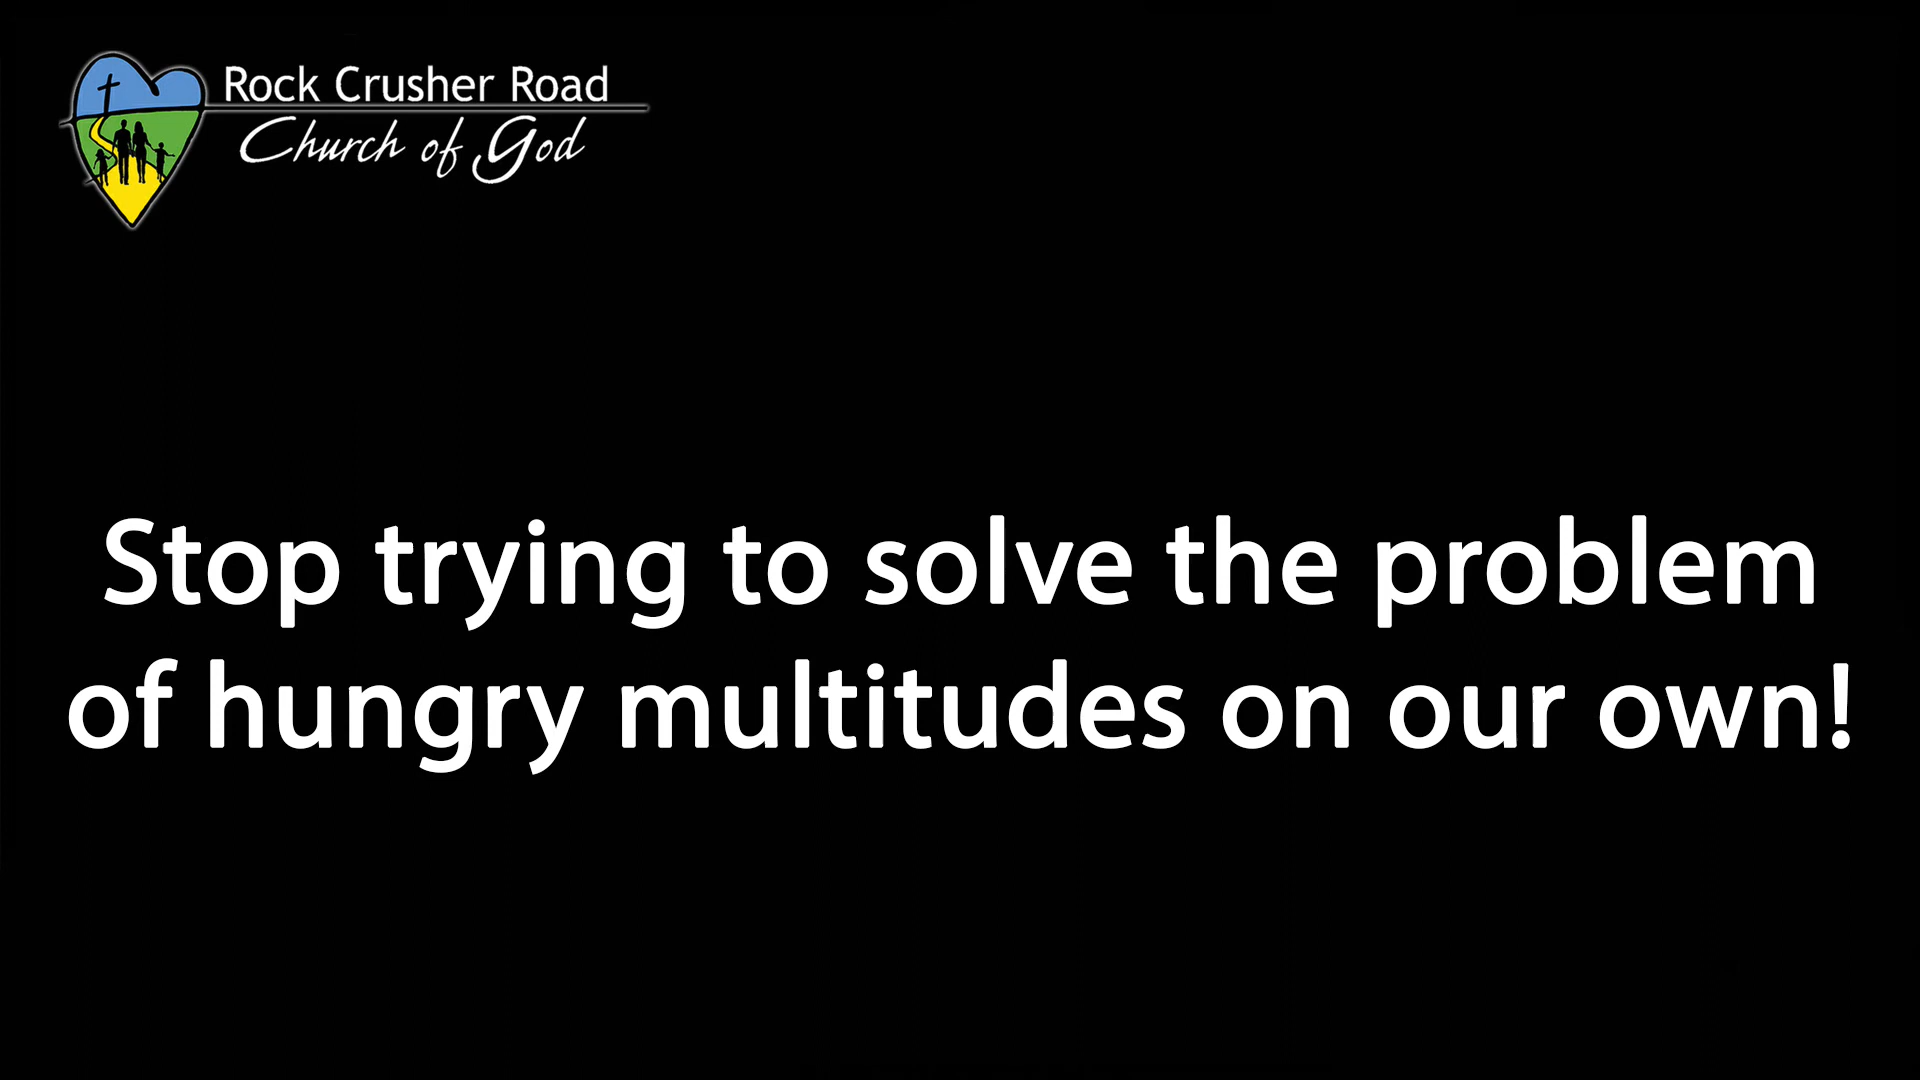 Rock Crusher Road
Church of God
Stop trying to solve the problem
of hungry multitudes on our own!